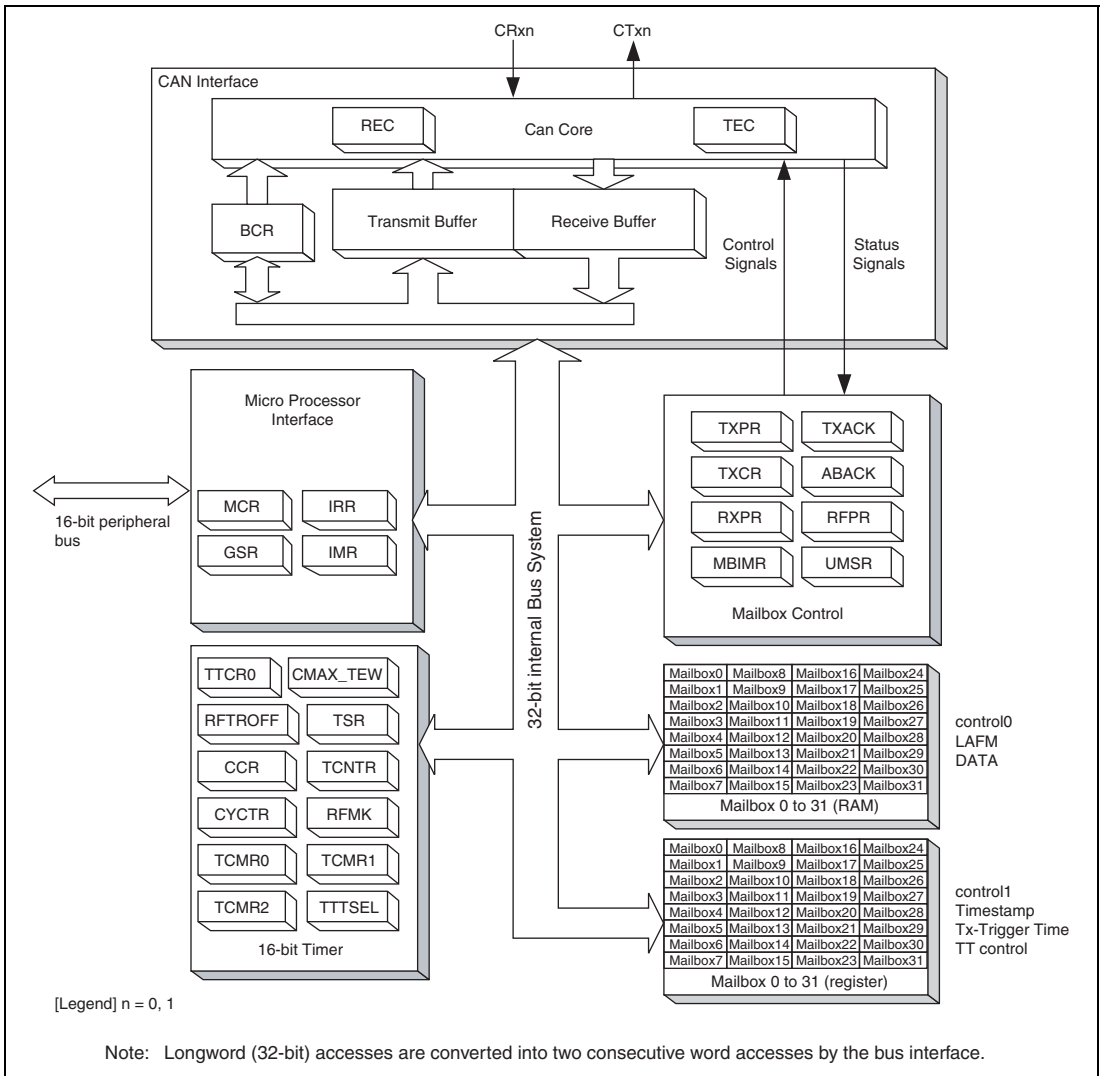 CRxn
CTxn
CAN Interface
REC
Can Core
TEC
BCR
Transmit Buffer
Receive Buffer
Control
Signals
Status
Signals
Micro Processor
Interface
MCR
IRR
GSR
IMR
16-bit peripheral
bus
32-bit internal Bus System
TXPR
TXACK
TXCR
ABACK
RXPR
RFPR
MBIMR
UMSR
Mailbox Control
TTCR0
CMAX_TEW
RFTROFF
TSR
CCR
TCNTR
CYCTR
RFMK
TCMR0
TCMR1
TCMR2
TTTSEL
16-bit Timer
Mailbox0 Mailbox8 Mailbox16 Mailbox24
Mailbox1 Mailbox9 Mailbox17 Mailbox25
Mailbox2 Mailbox10 Mailbox18 Mailbox26
Mailbox3 Mailbox11 Mailbox19 Mailbox27
Mailbox4 Mailbox12 Mailbox20 Mailbox28
Mailbox5 Mailbox13 Mailbox21 Mailbox29
Mailbox6 Mailbox14 Mailbox22 Mailbox30
Mailbox7 Mailbox15 Mailbox23 Mailbox31
Mailbox 0 to 31 (RAM)
control0
LAFM
DATA
Mailbox0 Mailbox8 Mailbox16 Mailbox24
Mailbox1 Mailbox9 Mailbox17 Mailbox25
Mailbox2 Mailbox10 Mailbox18 Mailbox26
Mailbox3 Mailbox11 Mailbox19 Mailbox27
Mailbox4 Mailbox12 Mailbox20 Mailbox28
Mailbox5 Mailbox13 Mailbox21 Mailbox29
Mailbox6 Mailbox14 Mailbox22 Mailbox30
Mailbox7 Mailbox15 Mailbox23 Mailbox31
Mailbox 0 to 31 (register)
control1
Timestamp
Tx-Trigger Time
TT control
[Legend] n = 0, 1
Note: Longword (32-bit) accesses are converted into two consecutive word accesses by the bus interface.